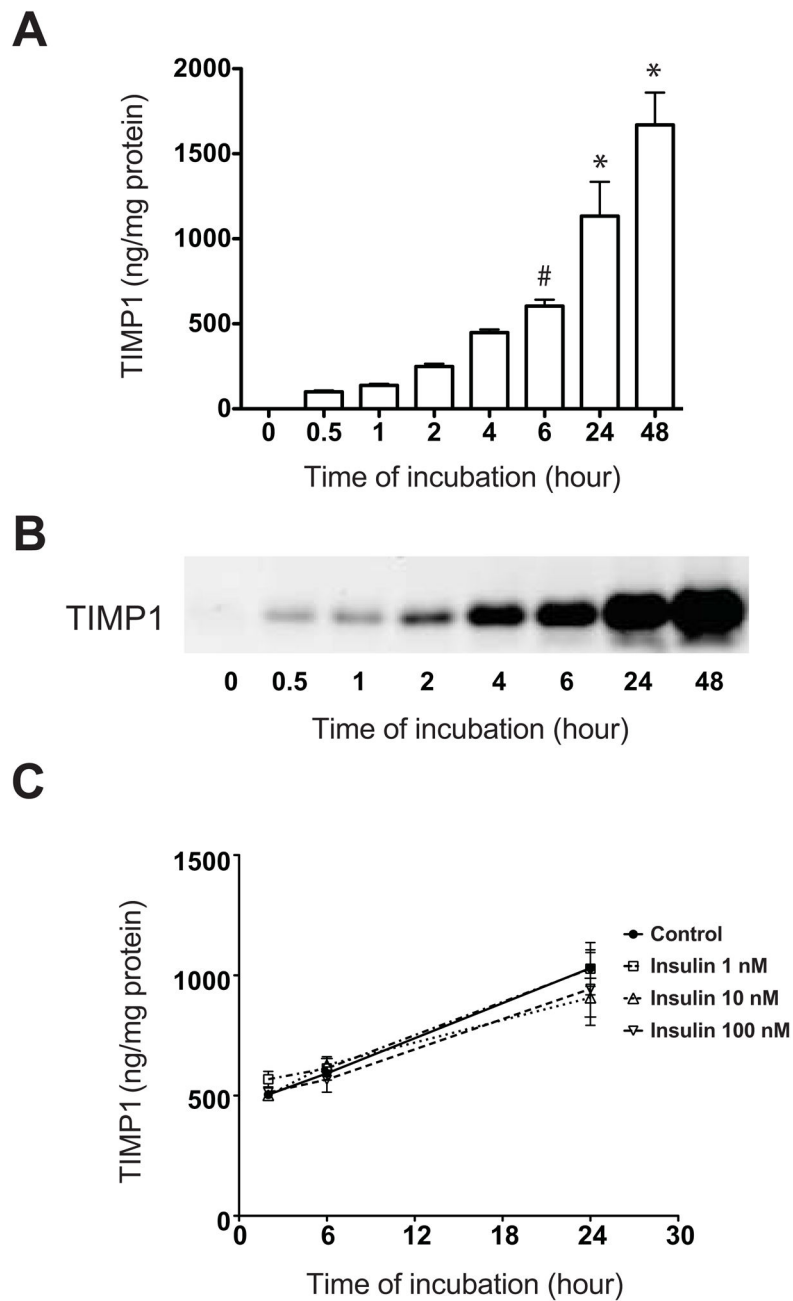 A
2000
1500
1000
500
0
TIMP1 (ng/mg protein)
#
*
*
0 0.5 1 2 4 6 24 48
Time of incubation (hour)
B
TIMP1
0 0.5 1 2 4 6 24 48
Time of incubation (hour)
C
1500
1000
500
0
TIMP1 (ng/mg protein)
Control
Insulin 1 nM
Insulin 10 nM
Insulin 100 nM
0 6 12 18 24 30
Time of incubation (hour)